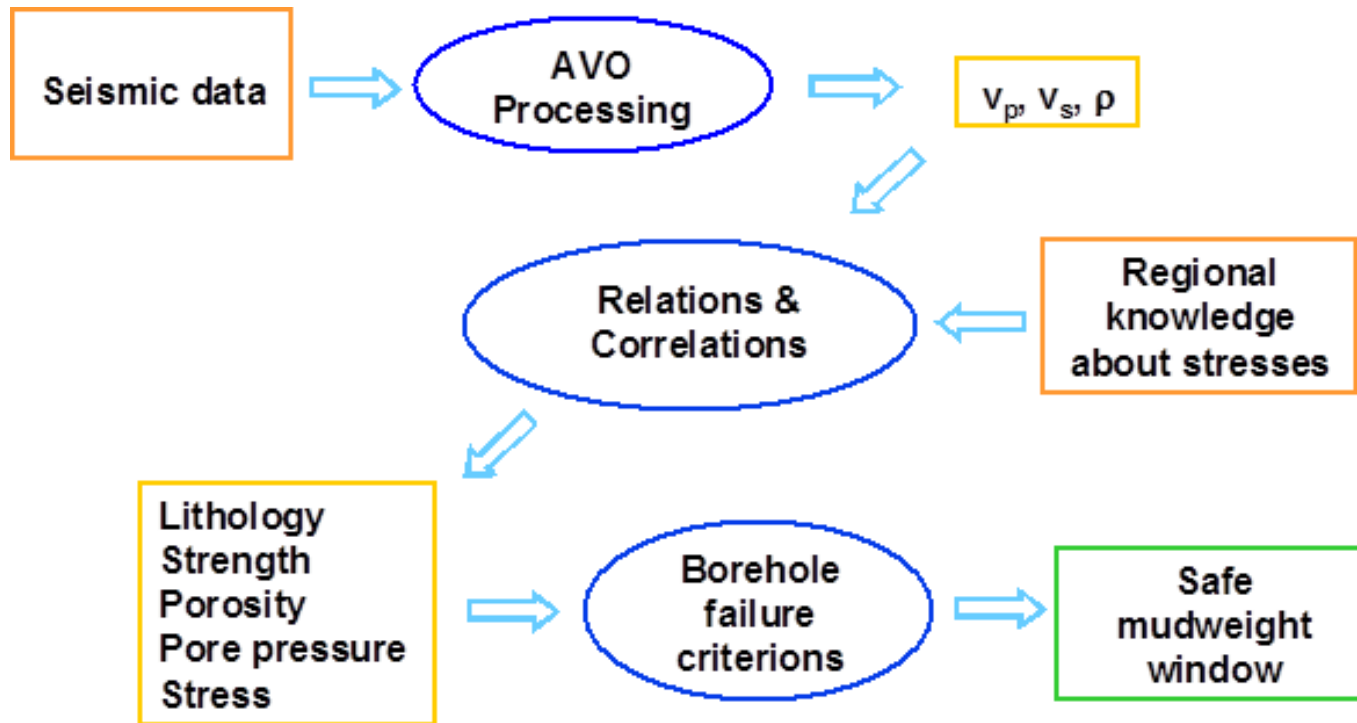 Seismic data
AVO
Processing
vₚ, vₛ, ρ
Relations &
Correlations
Regional
knowledge
about stresses
Lithology
Strength
Porosity
Pore pressure
Stress
Borehole
failure
criterions
Safe
mudweight
window